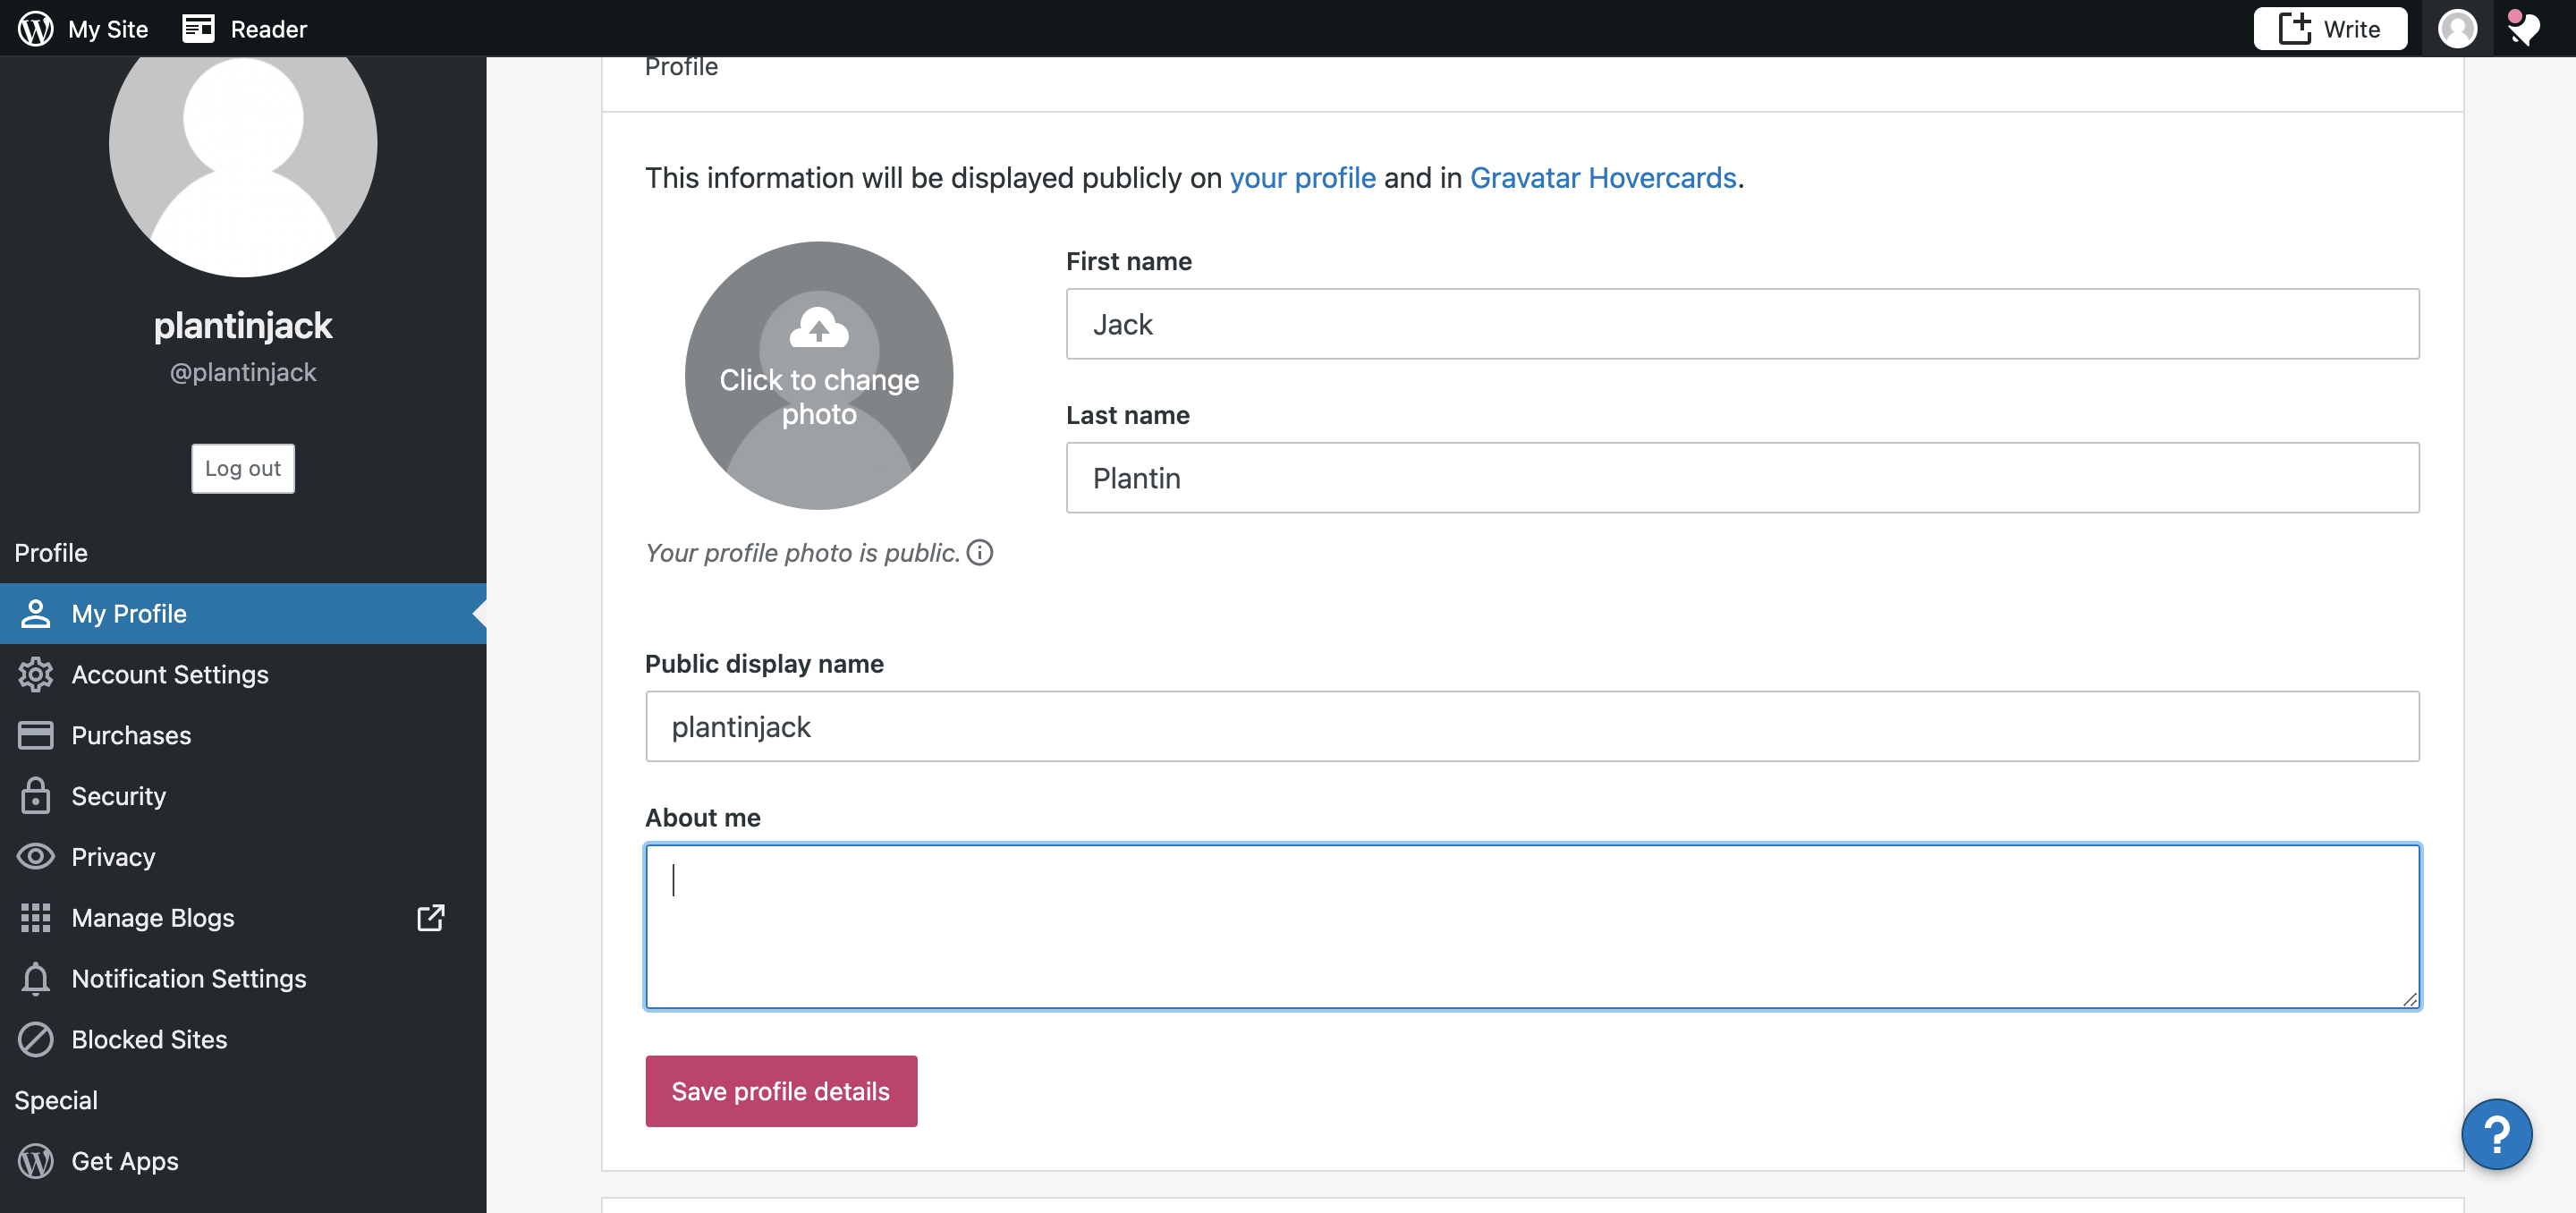 My Site
Reader
Write
plantinjack
@plantinjack
Log out
Profile
My Profile
Account Settings
Purchases
Security
Privacy
Manage Blogs
Notification Settings
Blocked Sites
Special
Get Apps
Profile
This information will be displayed publicly on your profile and in Gravatar Hovercards.
Click to change
photo
Your profile photo is public.
First name
Jack
Last name
Plantin
Public display name
plantinjack
About me
Save profile details
?